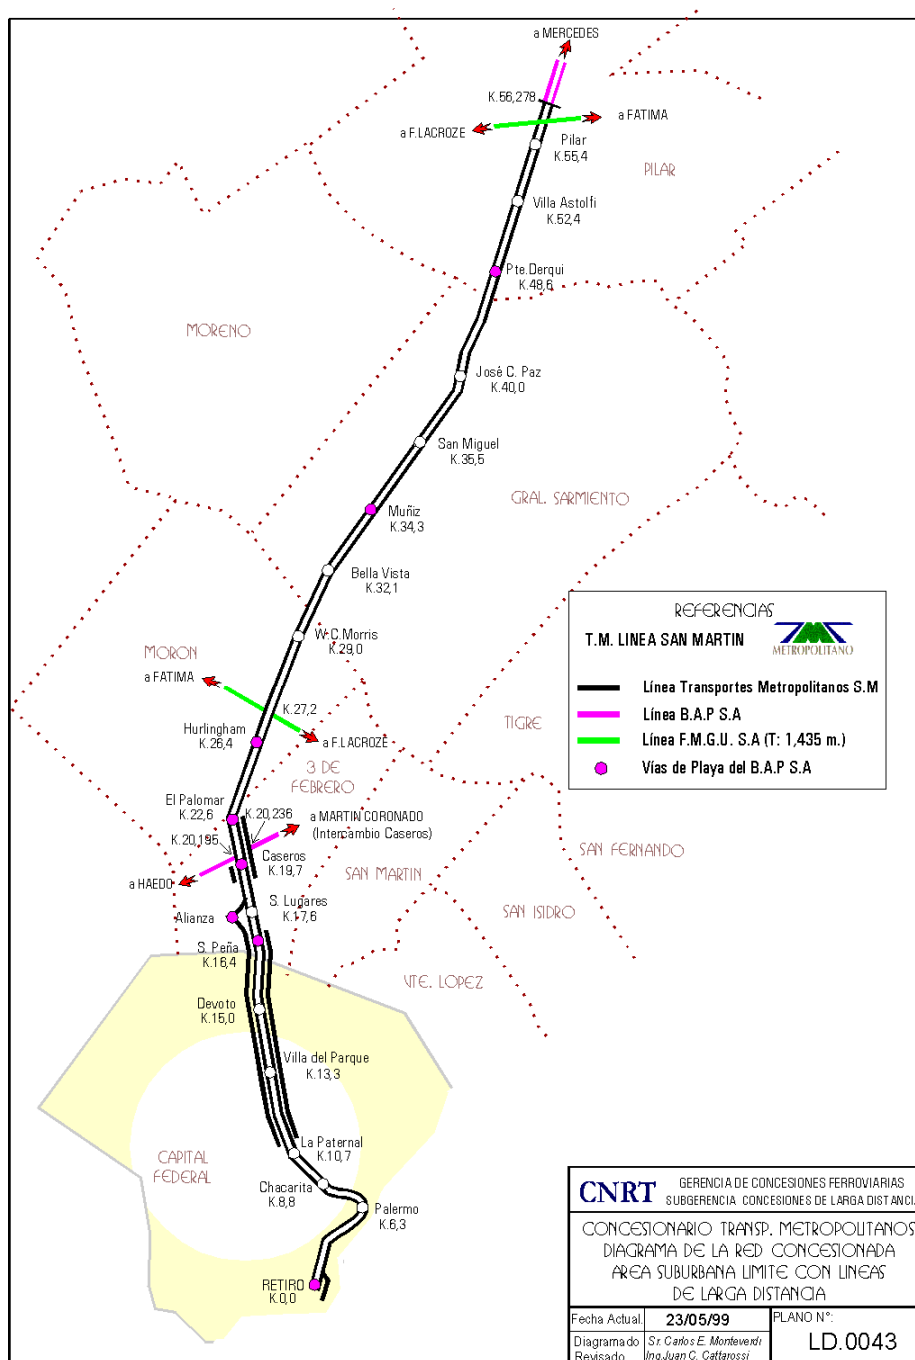 a MERCEDES
K.56,278
a FATIMA
a F.LACROZE
Pilar
K.55,4
PILAR
Villa Astolfi
K.52,4
Pte.Derqui
K.48,6
MORENO
José C. Paz
K.40,0
San Miguel
K.35,5
GRAL. SARMIENTO
Muñiz
K.34,3
Bella Vista
K.32,1
REFERENCIAS
T.M. LINEA SAN MARTIN
METROPOLITANO
Línea Transportes Metropolitanos S.M
Línea B.A.P S.A
Línea F.M.G.U. S.A (T: 1,435 m.)
Vías de Playa del B.A.P S.A
W.C.Morris
K.29,0
MORON
a FATIMA
K.27,2
TIGRE
Hurlingham
K.26,4
a F.LACROZE
3 DE
FEBRERO
El Palomar
K.22,6
K.20,236
a MARTIN CORONADO
(Intercambio Caseros)
K.20,195
Caseros
K.19,7
SAN MARTIN
SAN FERNANDO
a HAEDO
S. Lugares
K.17,6
SAN ISIDRO
Alianza
S. Peña
K.16,4
VTE. LOPEZ
Devoto
K.15,0
Villa del Parque
K.13,3
La Paternal
K.10,7
CAPITAL
FEDERAL
Chacarita
K.8,8
Palermo
K.6,3
RETIRO
K.0,0
CNRT
GERENCIA DE CONCESIONES FERROVIARIAS
SUBGERENCIA CONCESIONES DE LARGA DISTANCI
CONCESIONARIO TRANSP. METROPOLITANOS
DIAGRAMA DE LA RED CONCESIONADA
AREA SUBURBANA LIMITE CON LINEAS
DE LARGA DISTANCIA
Fecha Actual. 23/05/99
PLANO N°:
LD.0043
Diagramado Sr. Carlos E. Monteverdi
Revisado Ing.Juan C. Cattarossi